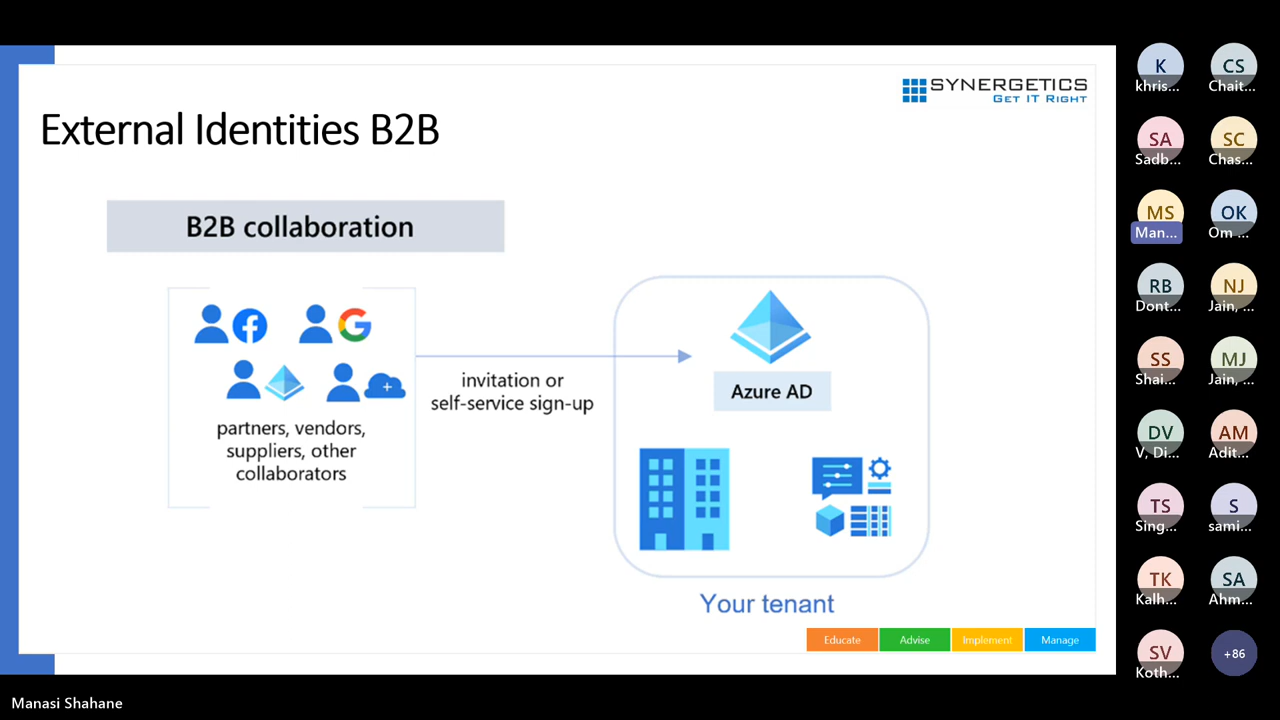 SYNERGETICS
GET IT RIGHT
External Identities B2B
B2B collaboration
partners, vendors,
suppliers, other
collaborators
invitation or
self-service sign-up
Azure AD
Your tenant
Educate
Advise
Implement
Manage
K
khris...
CS
Chait...
SA
Sadb...
SC
Chas...
MS
Man...
OK
Om ...
RB
Dont...
NJ
Jain, ...
SS
Shai...
MJ
Jain, ...
DV
V, Di...
AM
Adit...
TS
Sing...
S
sami...
TK
Kalh...
SA
Ahm...
SV
Koth...
+86
Manasi Shahane